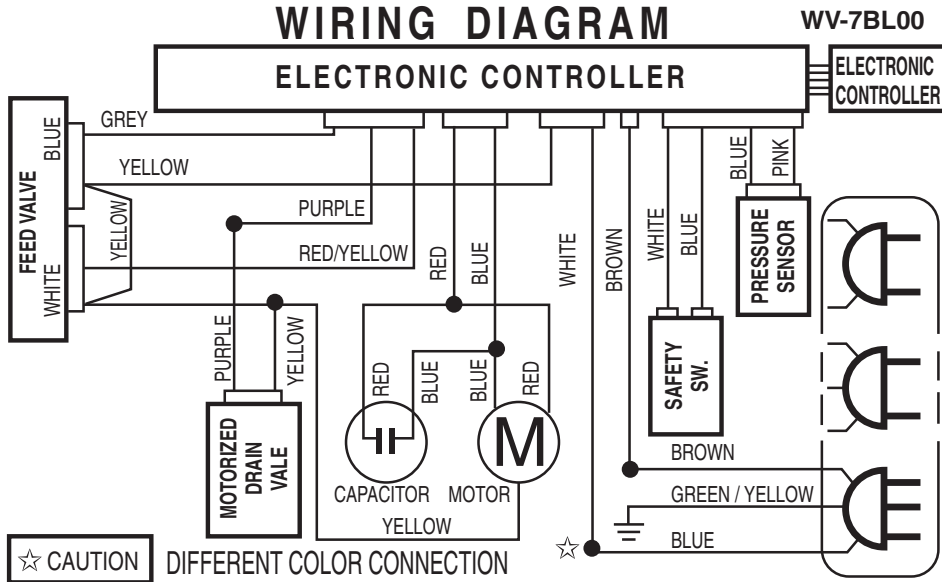 WIRING DIAGRAM
WV-7BL00
ELECTRONIC CONTROLLER
ELECTRONIC
CONTROLLER
FEED VALVE
BLUE
WHITE
GREY
YELLOW
YELLOW
PURPLE
RED/YELLOW
RED
BLUE
WHITE
BROWN
WHITE
BLUE
BLUE
PINK
PRESSURE
SENSOR
PURPLE
YELLOW
RED
BLUE
BLUE
RED
SAFETY
SW.
MOTORIZED
DRAIN
VALE
M
CAPACITOR
MOTOR
YELLOW
BROWN
GREEN / YELLOW
BLUE
☆
☆ CAUTION
DIFFERENT COLOR CONNECTION